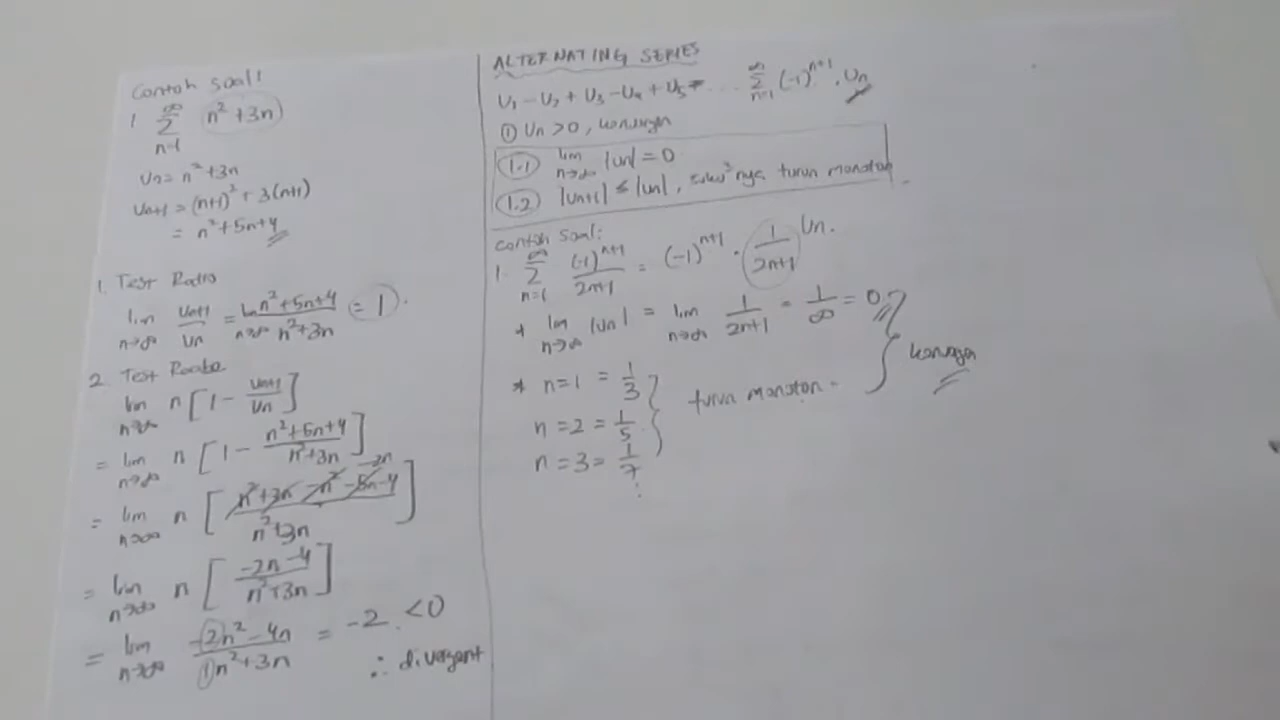 Contoh soal!
1. ∞ Σ n=1 (n² + 3n)
Un = n² + 3n
Un+1 = (n+1)² + 3(n+1)
= n² + 5n + 4
1. Test Ratio
lim n→∞ Un+1/Un = lim n→∞ (n² + 5n + 4)/(n² + 3n) = 1.
2. Test Raabe
lim n→∞ n [1 - Un+1/Un]
= lim n→∞ n [1 - (n² + 5n + 4)/(n² + 3n)]
= lim n→∞ n [(n² + 3n - n² - 5n - 4)/(n² + 3n)] -2n
= lim n→∞ n [(-2n - 4)/(n² + 3n)]
= lim n→∞ (-2n² - 4n)/(1n² + 3n) = -2 < 0
∴ divergent
ALTERNATING SERIES
U1 - U2 + U3 - U4 + U5 - ... ∞ Σ n=1 (-1)ⁿ⁺¹ . Un
① Un > 0, konvergen
1.1 lim n→∞ |Un| = 0
1.2 |Un+1| ≤ |Un|, suku²nya turun monoton
Contoh Soal:
1. ∞ Σ n=1 (-1)ⁿ⁺¹/(2n+1) = (-1)ⁿ⁺¹ . 1/(2n+1) Un.
* lim n→∞ |Un| = lim n→∞ 1/(2n+1) = 1/∞ = 0
* n=1 = 1/3
n=2 = 1/5
n=3 = 1/7
⋮
turun monoton
konvergen